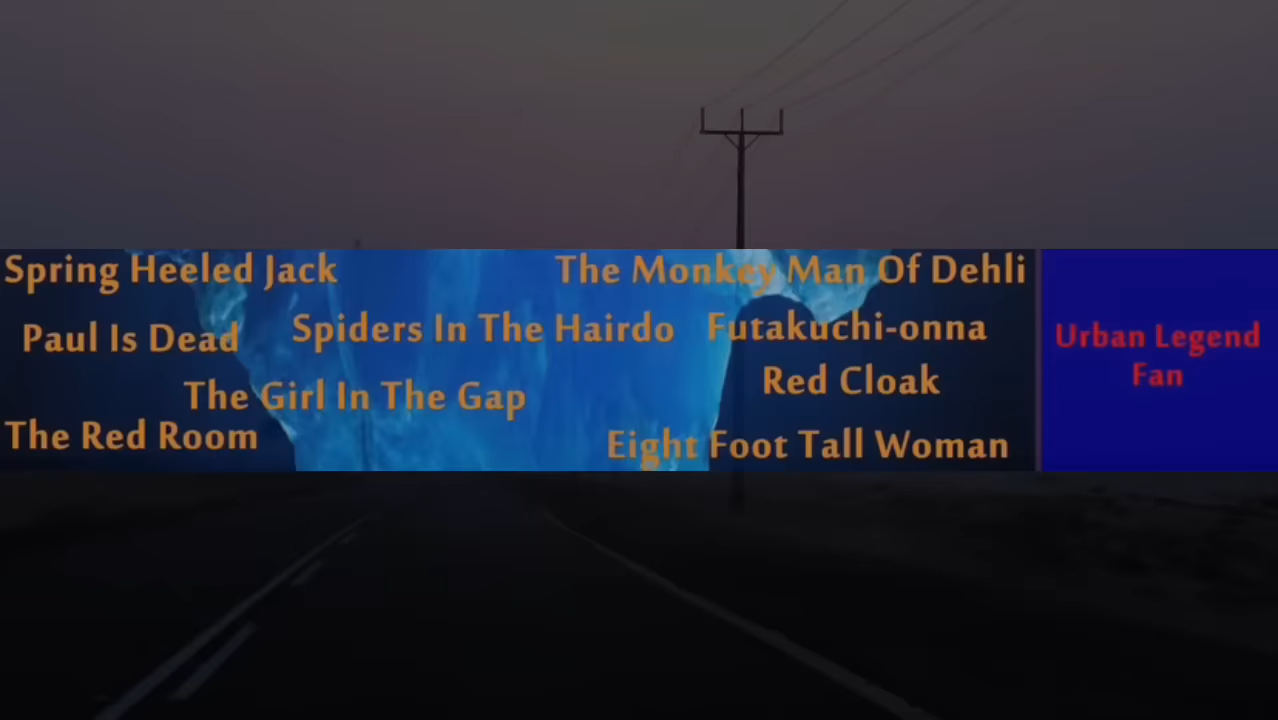 Spring Heeled Jack
The Monkey Man Of Dehli
Paul Is Dead
Spiders In The Hairdo
Futakuchi-onna
The Girl In The Gap
Red Cloak
The Red Room
Eight Foot Tall Woman
Urban Legend
Fan